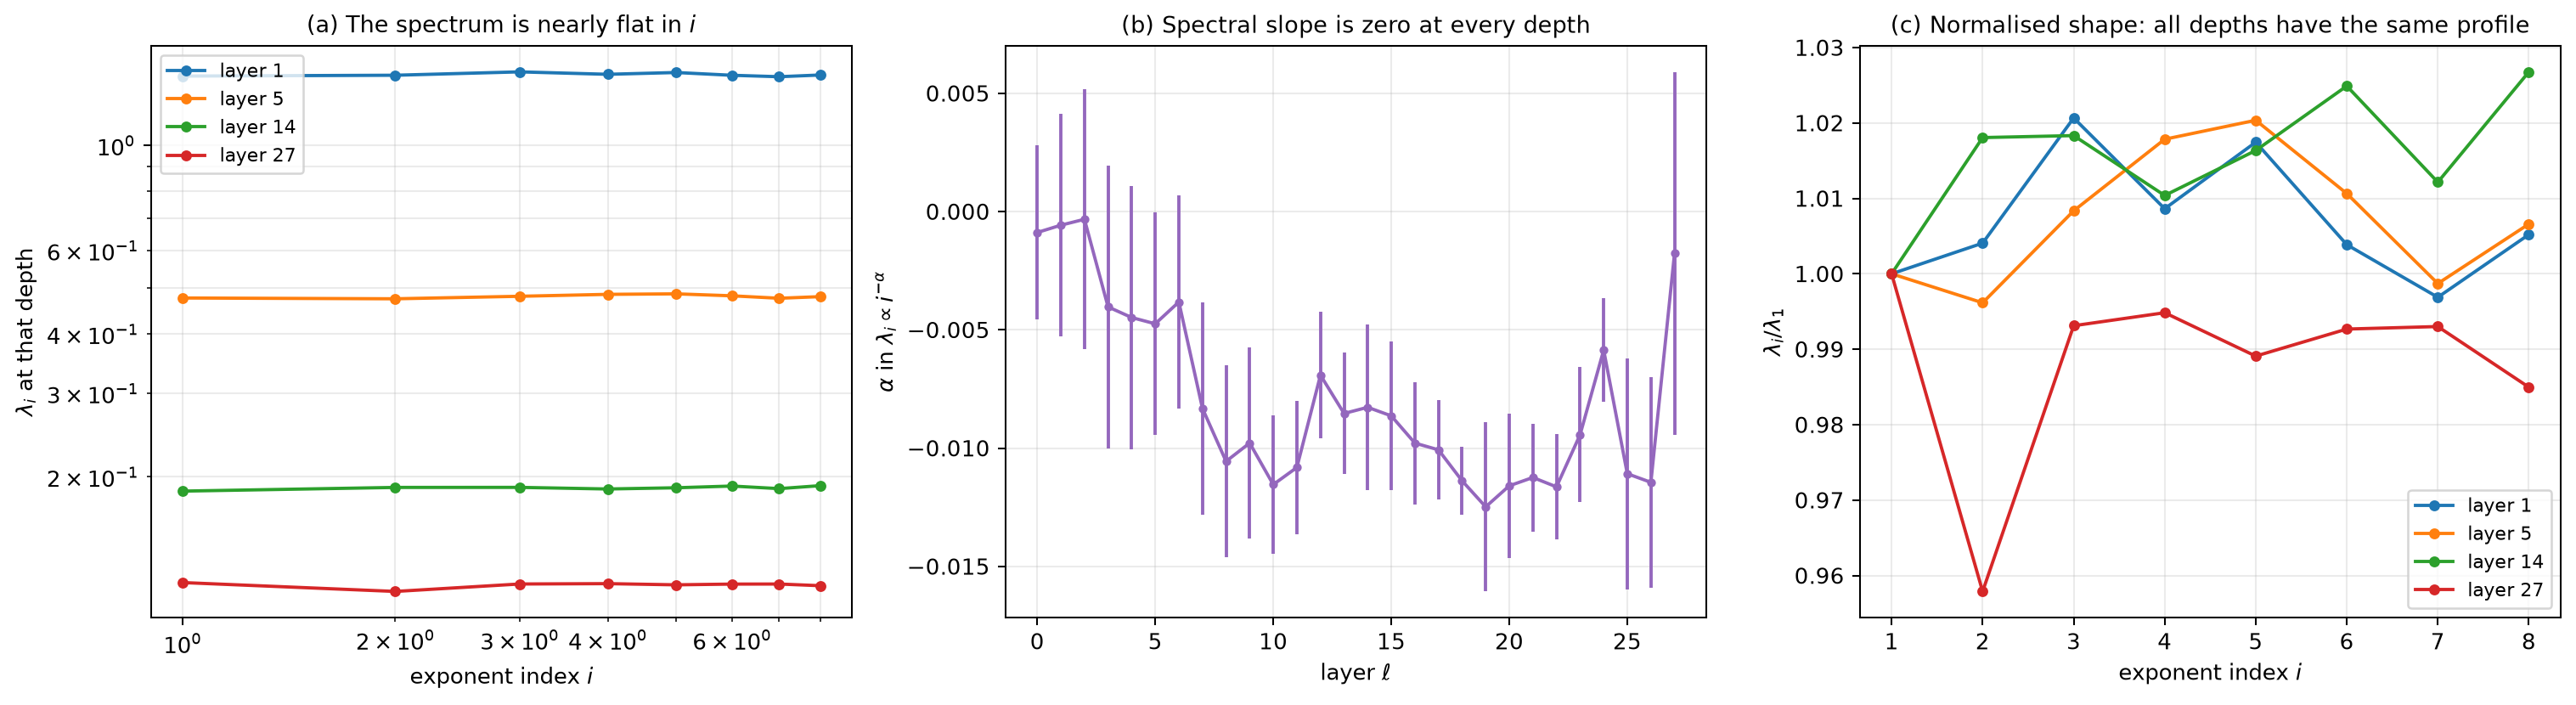 (a) The spectrum is nearly flat in i
λᵢ at that depth
10⁰
6 × 10⁻¹
4 × 10⁻¹
3 × 10⁻¹
2 × 10⁻¹
layer 1
layer 5
layer 14
layer 27
10⁰ 2 × 10⁰ 3 × 10⁰ 4 × 10⁰ 6 × 10⁰
exponent index i
(b) Spectral slope is zero at every depth
α in λᵢ ∝ i^−α
0.005
0.000
−0.005
−0.010
−0.015
0 5 10 15 20 25
layer ℓ
(c) Normalised shape: all depths have the same profile
λᵢ/λ₁
1.03
1.02
1.01
1.00
0.99
0.98
0.97
0.96
layer 1
layer 5
layer 14
layer 27
1 2 3 4 5 6 7 8
exponent index i